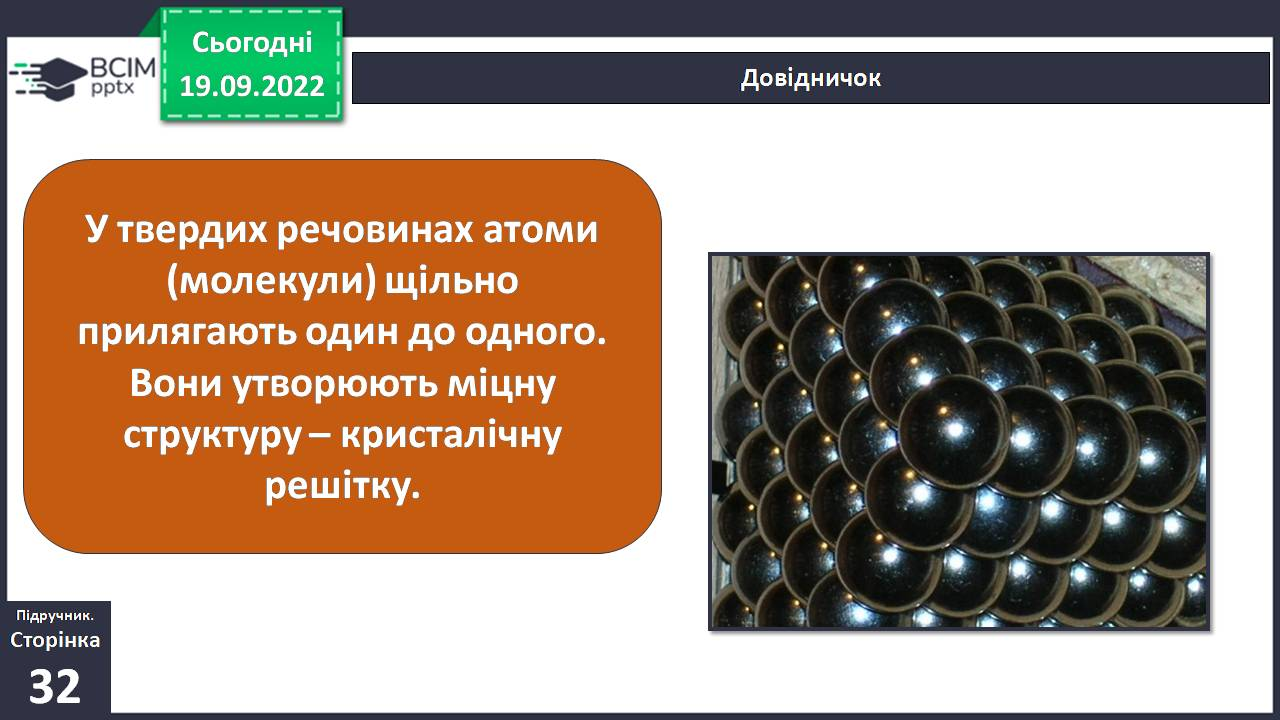 Сьогодні
19.09.2022
BCIM
pptx
Довідничок
У твердих речовинах атоми
(молекули) щільно
прилягають один до одного.
Вони утворюють міцну
структуру – кристалічну
решітку.
Підручник.
Сторінка
32